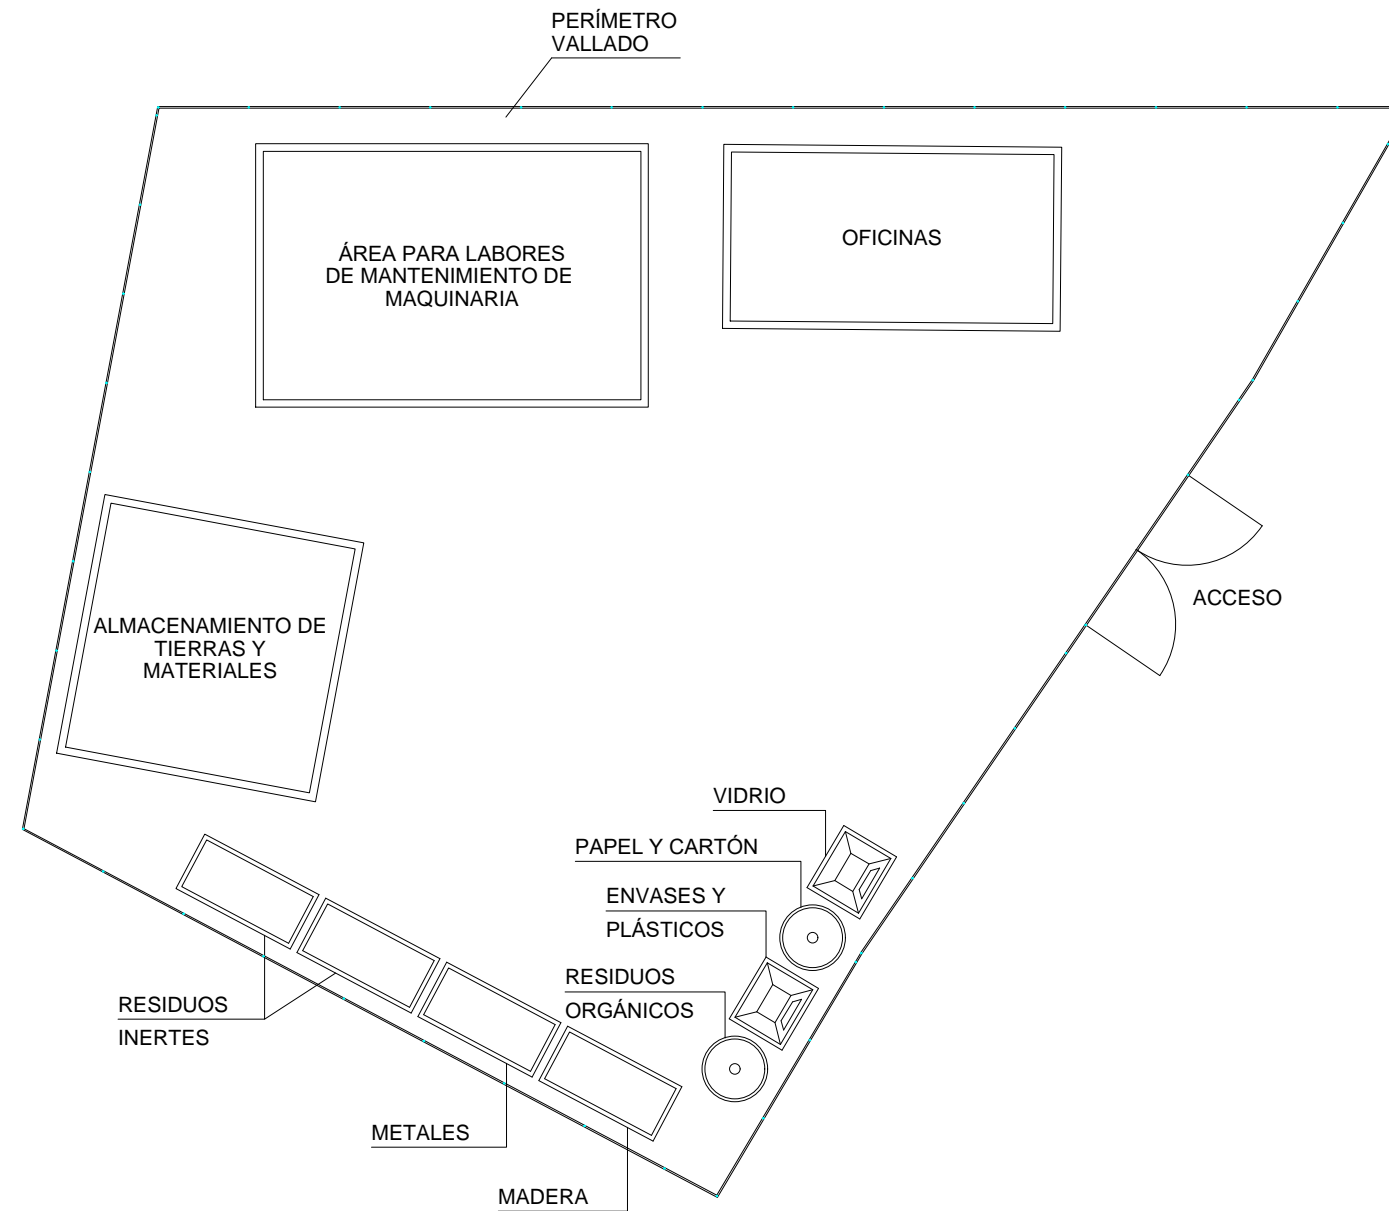 PERÍMETRO
VALLADO
ÁREA PARA LABORES
DE MANTENIMIENTO DE
MAQUINARIA
OFICINAS
ACCESO
ALMACENAMIENTO DE
TIERRAS Y
MATERIALES
VIDRIO
PAPEL Y CARTÓN
ENVASES Y
PLÁSTICOS
RESIDUOS
ORGÁNICOS
RESIDUOS
INERTES
METALES
MADERA